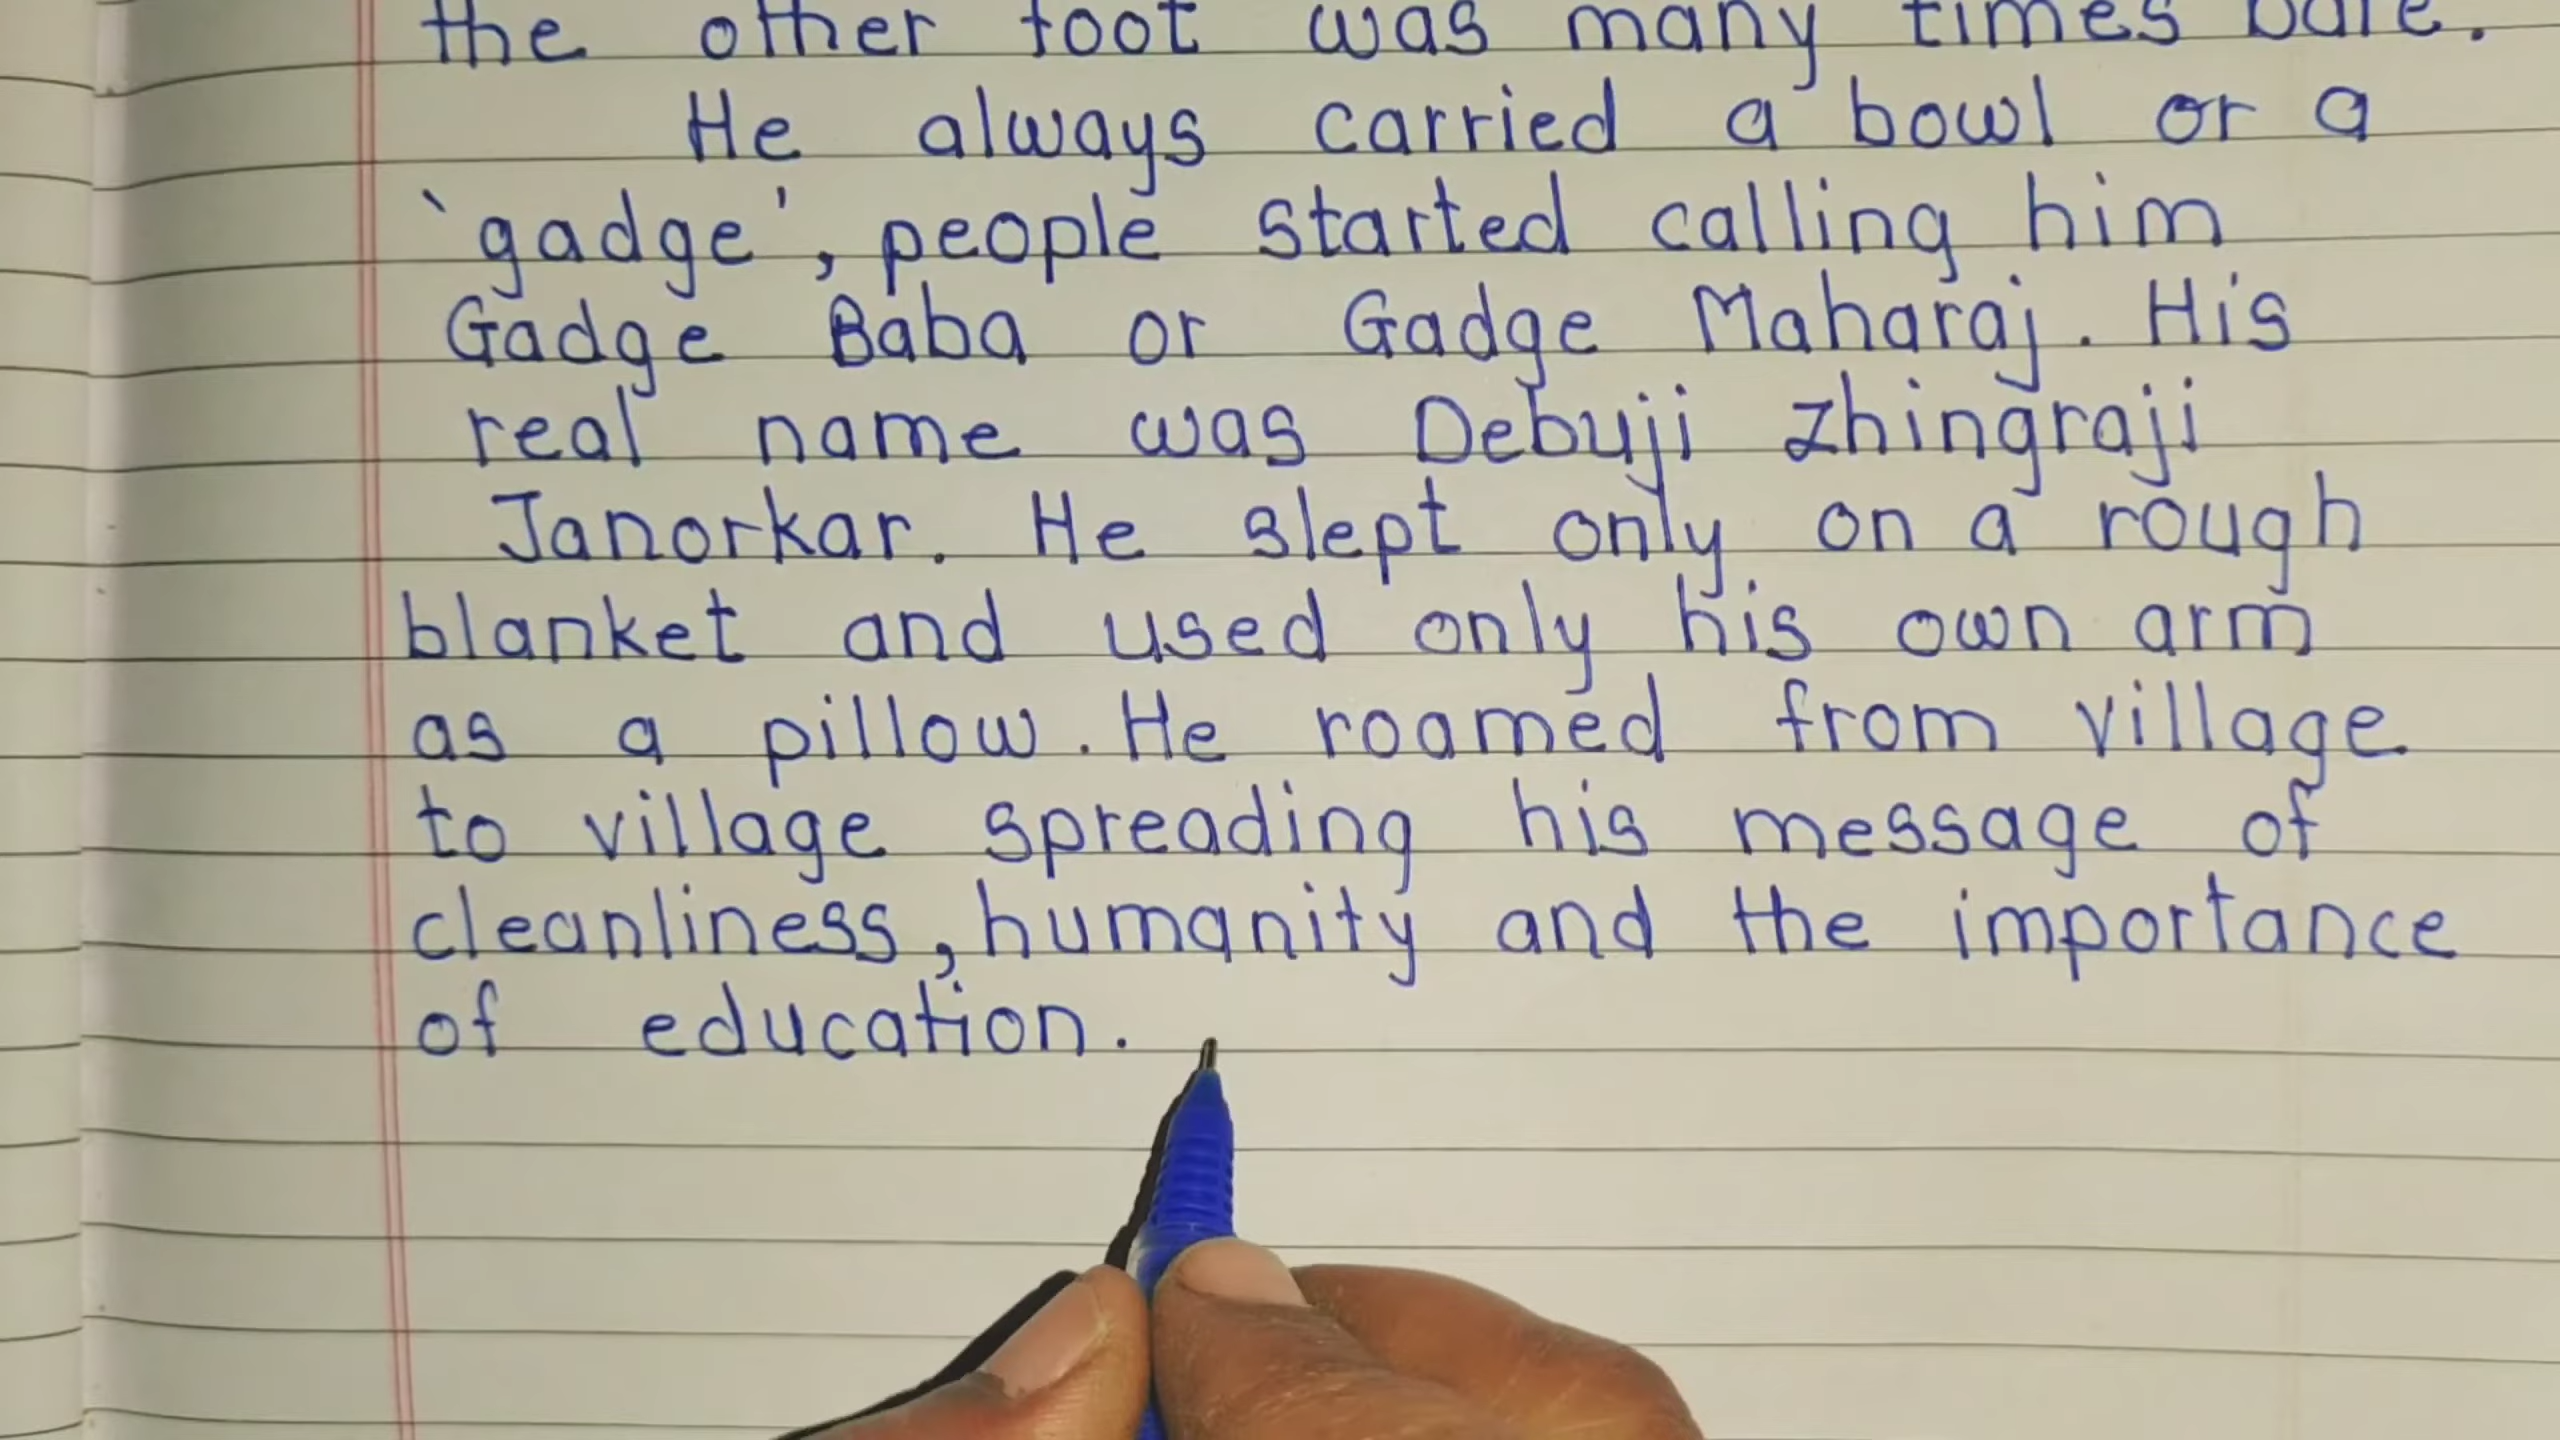 the other foot was many times bare.
He always carried a bowl or a
`gadge', people started calling him
Gadge Baba or Gadge Maharaj. His
real name was Debuji Zhingraji
Janorkar. He slept only on a rough
blanket and used only his own arm
as a pillow. He roamed from village
to village spreading his message of
cleanliness, humanity and the importance
of education.